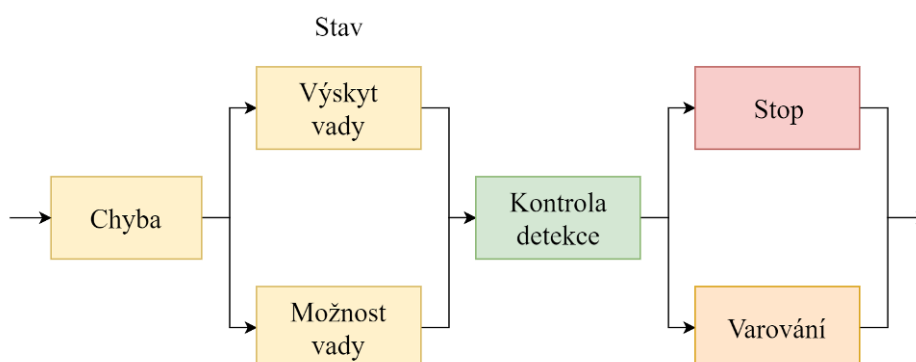 Stav
Výskyt
vady
Stop
Chyba
Kontrola
detekce
Možnost
vady
Varování